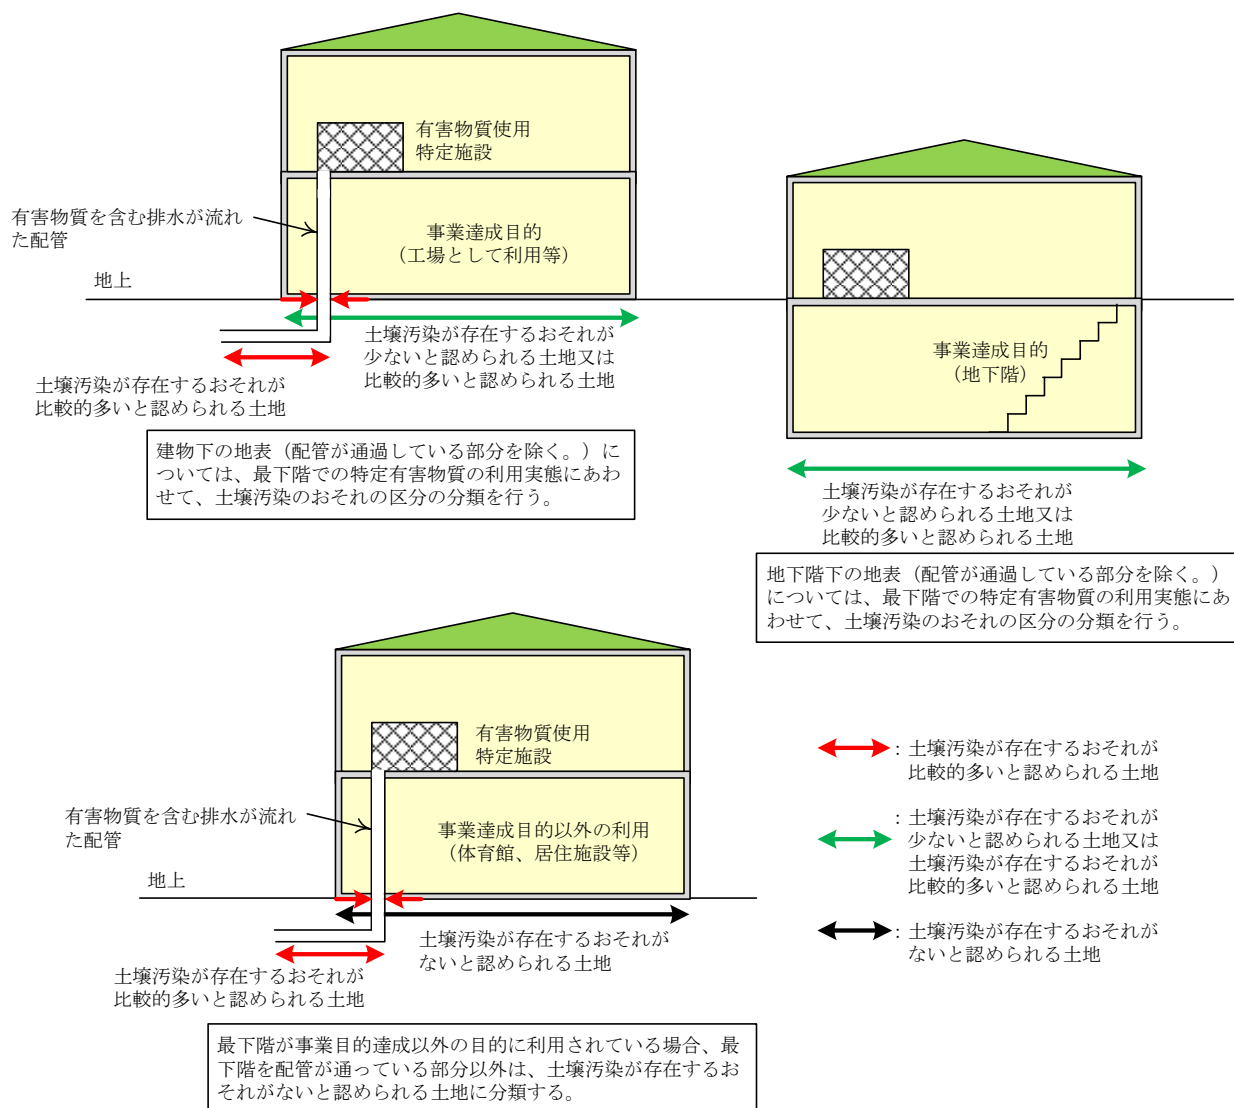 有害物質使用
特定施設
有害物質を含む排水が流れ
た配管
事業達成目的
（工場として利用等）
地上
土壌汚染が存在するおそれが
少ないと認められる土地又は
比較的多いと認められる土地
土壌汚染が存在するおそれが
比較的多いと認められる土地
建物下の地表（配管が通過している部分を除く。）に
ついては、最下階での特定有害物質の利用実態にあわ
せて、土壌汚染のおそれの区分の分類を行う。
事業達成目的
（地下階）
土壌汚染が存在するおそれが
少ないと認められる土地又は
比較的多いと認められる土地
地下階下の地表（配管が通過している部分を除く。）
については、最下階での特定有害物質の利用実態にあ
わせて、土壌汚染のおそれの区分の分類を行う。
有害物質使用
特定施設
有害物質を含む排水が流れ
た配管
事業達成目的以外の利用
（体育館、居住施設等）
地上
土壌汚染が存在するおそれが
ないと認められる土地
土壌汚染が存在するおそれが
比較的多いと認められる土地
最下階が事業目的達成以外の目的に利用されている場合、最
下階を配管が通っている部分以外は、土壌汚染が存在するお
それがないと認められる土地に分類する。
：土壌汚染が存在するおそれが
比較的多いと認められる土地
：土壌汚染が存在するおそれが
少ないと認められる土地又は
土壌汚染が存在するおそれが
比較的多いと認められる土地
：土壌汚染が存在するおそれが
ないと認められる土地